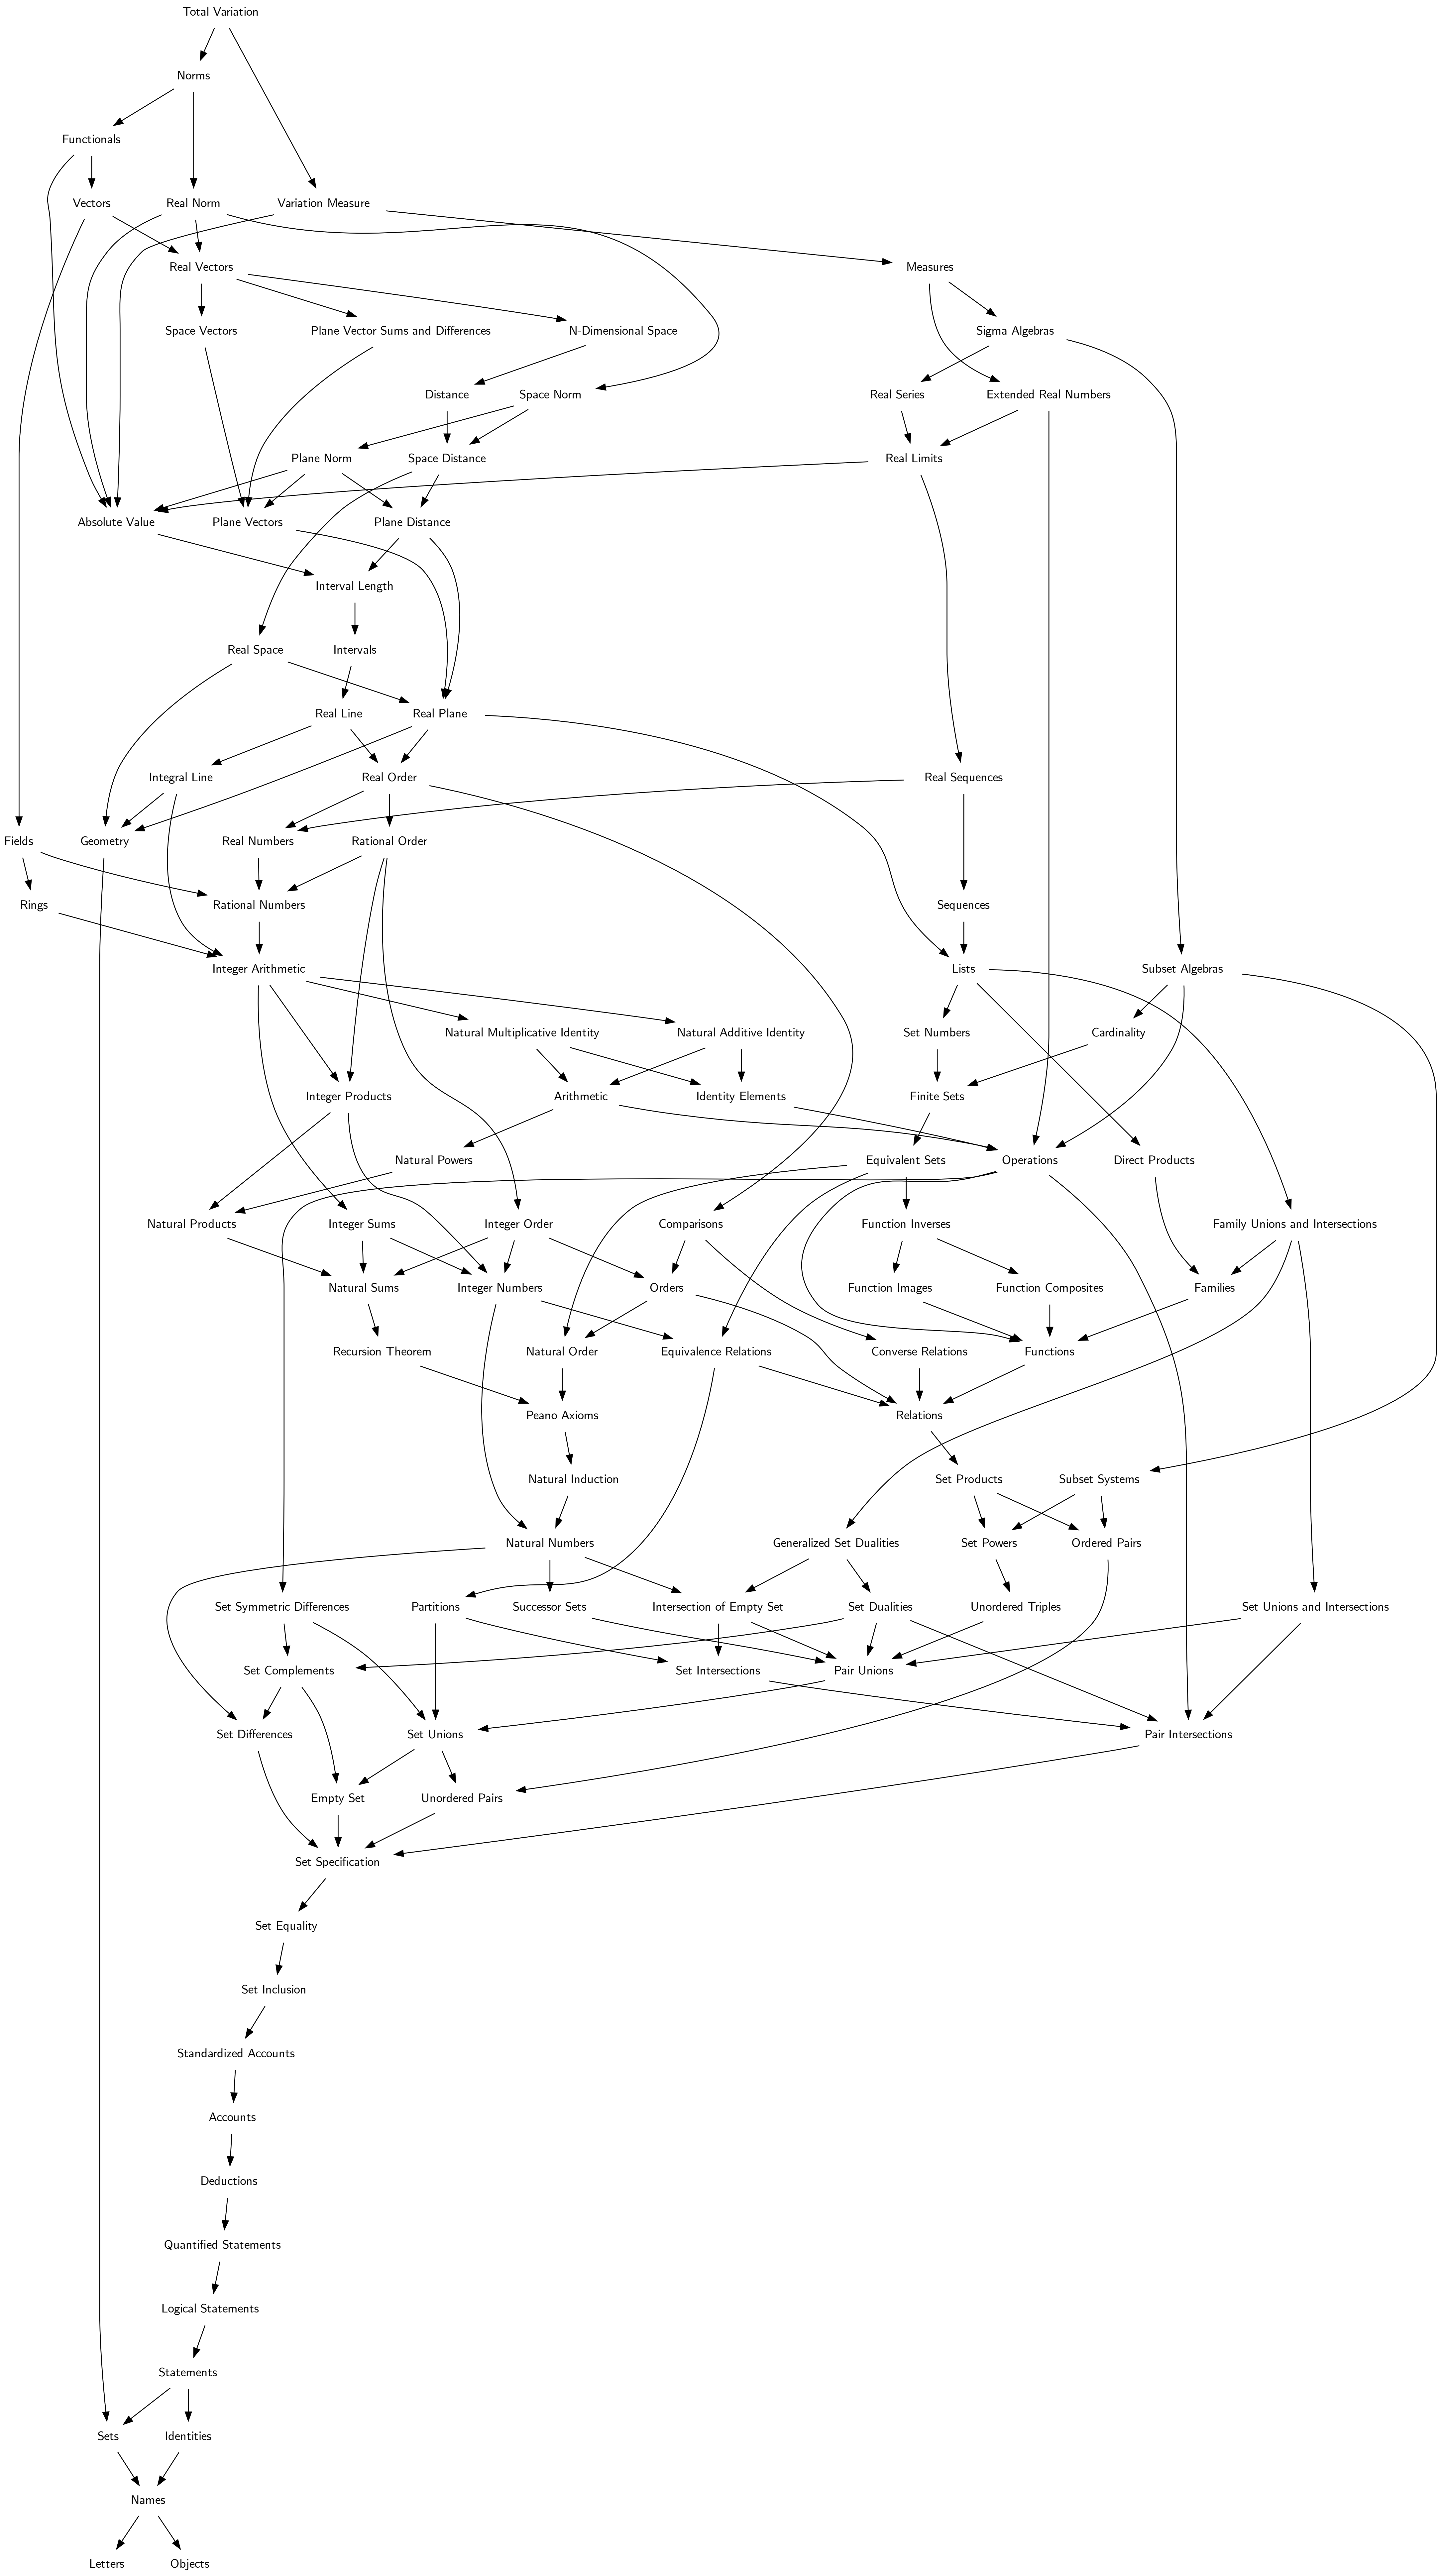 Total Variation
Norms
Functionals
Vectors
Real Norm
Variation Measure
Real Vectors
Measures
Space Vectors
Plane Vector Sums and Differences
N-Dimensional Space
Sigma Algebras
Distance
Space Norm
Real Series
Extended Real Numbers
Plane Norm
Space Distance
Real Limits
Absolute Value
Plane Vectors
Plane Distance
Interval Length
Real Space
Intervals
Real Line
Real Plane
Integral Line
Real Order
Real Sequences
Fields
Geometry
Real Numbers
Rational Order
Rings
Rational Numbers
Sequences
Integer Arithmetic
Lists
Subset Algebras
Natural Multiplicative Identity
Natural Additive Identity
Set Numbers
Cardinality
Integer Products
Arithmetic
Identity Elements
Finite Sets
Natural Powers
Equivalent Sets
Operations
Direct Products
Natural Products
Integer Sums
Integer Order
Comparisons
Function Inverses
Family Unions and Intersections
Natural Sums
Integer Numbers
Orders
Function Images
Function Composites
Families
Recursion Theorem
Natural Order
Equivalence Relations
Converse Relations
Functions
Peano Axioms
Relations
Natural Induction
Set Products
Subset Systems
Natural Numbers
Generalized Set Dualities
Set Powers
Ordered Pairs
Set Symmetric Differences
Partitions
Successor Sets
Intersection of Empty Set
Set Dualities
Unordered Triples
Set Unions and Intersections
Set Complements
Set Intersections
Pair Unions
Set Differences
Set Unions
Pair Intersections
Empty Set
Unordered Pairs
Set Specification
Set Equality
Set Inclusion
Standardized Accounts
Accounts
Deductions
Quantified Statements
Logical Statements
Statements
Sets
Identities
Names
Letters
Objects